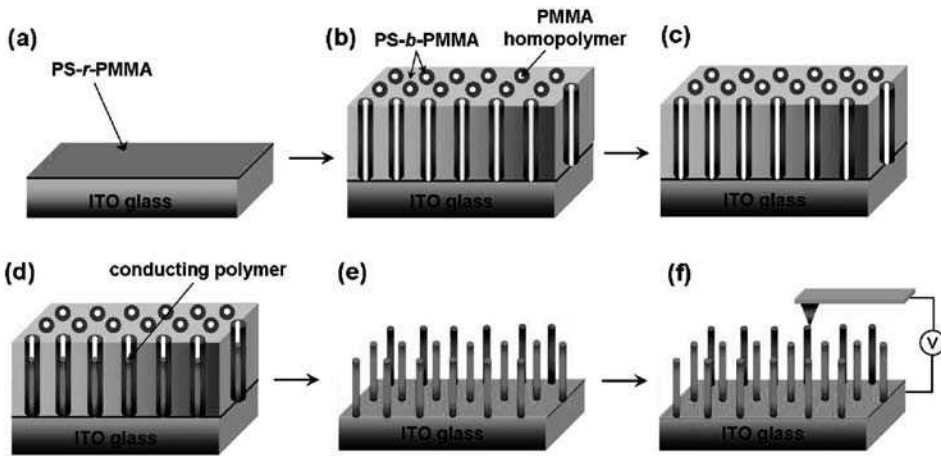 (a)
PS-r-PMMA
ITO glass
(b)
PS-b-PMMA
PMMA
homopolymer
ITO glass
(c)
ITO glass
(d)
conducting polymer
ITO glass
(e)
ITO glass
(f)
V
ITO glass